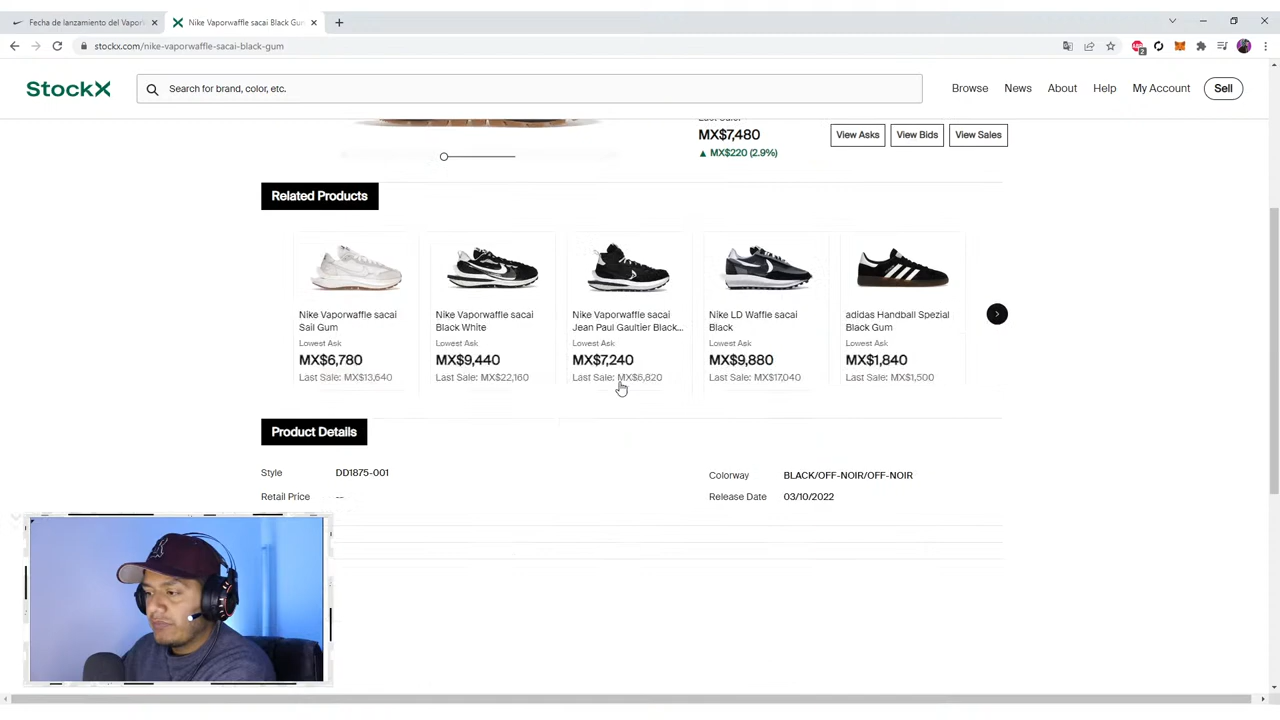 Fecha de lanzamiento del Vapori
Nike Vaporwaffle sacai Black Gum
stockx.com/nike-vaporwaffle-sacai-black-gum
2
StockX
Search for brand, color, etc.
Browse
News
About
Help
My Account
Sell
MX$7,480
▲ MX$220 (2.9%)
View Asks
View Bids
View Sales
Related Products
Nike Vaporwaffle sacai
Sail Gum
Lowest Ask
MX$6,780
Last Sale: MX$13,640
Nike Vaporwaffle sacai
Black White
Lowest Ask
MX$9,440
Last Sale: MX$22,160
Nike Vaporwaffle sacai
Jean Paul Gaultier Black...
Lowest Ask
MX$7,240
Last Sale: MX$6,820
Nike LD Waffle sacai
Black
Lowest Ask
MX$9,880
Last Sale: MX$17,040
adidas Handball Spezial
Black Gum
Lowest Ask
MX$1,840
Last Sale: MX$1,500
Product Details
Style
DD1875-001
Colorway
BLACK/OFF-NOIR/OFF-NOIR
Retail Price
--
Release Date
03/10/2022